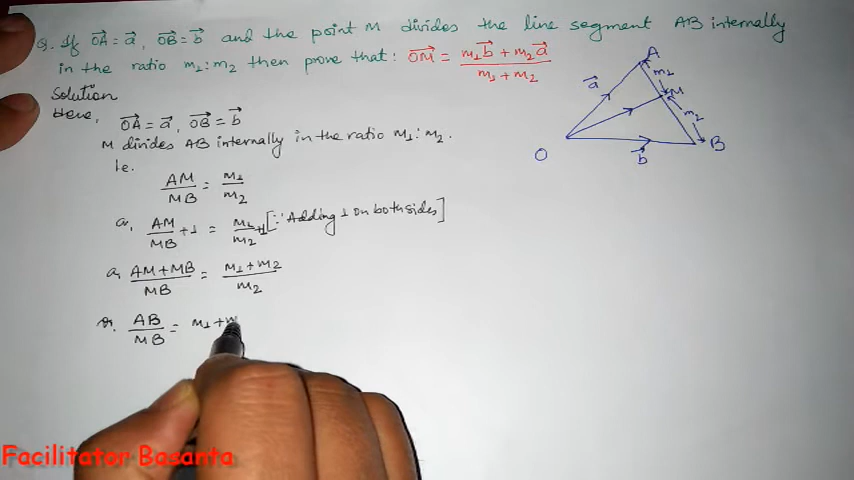 Q. If →OA = →a, →OB = →b and the point M divides the line segment AB internally
in the ratio m₁:m₂ then prove that: →OM = (m₁→b + m₂→a)/(m₁ + m₂)
Solution
Here,
→OA = →a, →OB = →b
M divides AB internally in the ratio m₁:m₂.
i.e.
AM/MB = m₁/m₂
or, AM/MB + 1 = m₁/m₂ + 1 [∵ Adding 1 on both sides]
or, (AM + MB)/MB = (m₁ + m₂)/m₂
or, AB/MB = m₁ + m
A
m₂
M
m₂
B
→a
→b
O
Facilitator Basanta